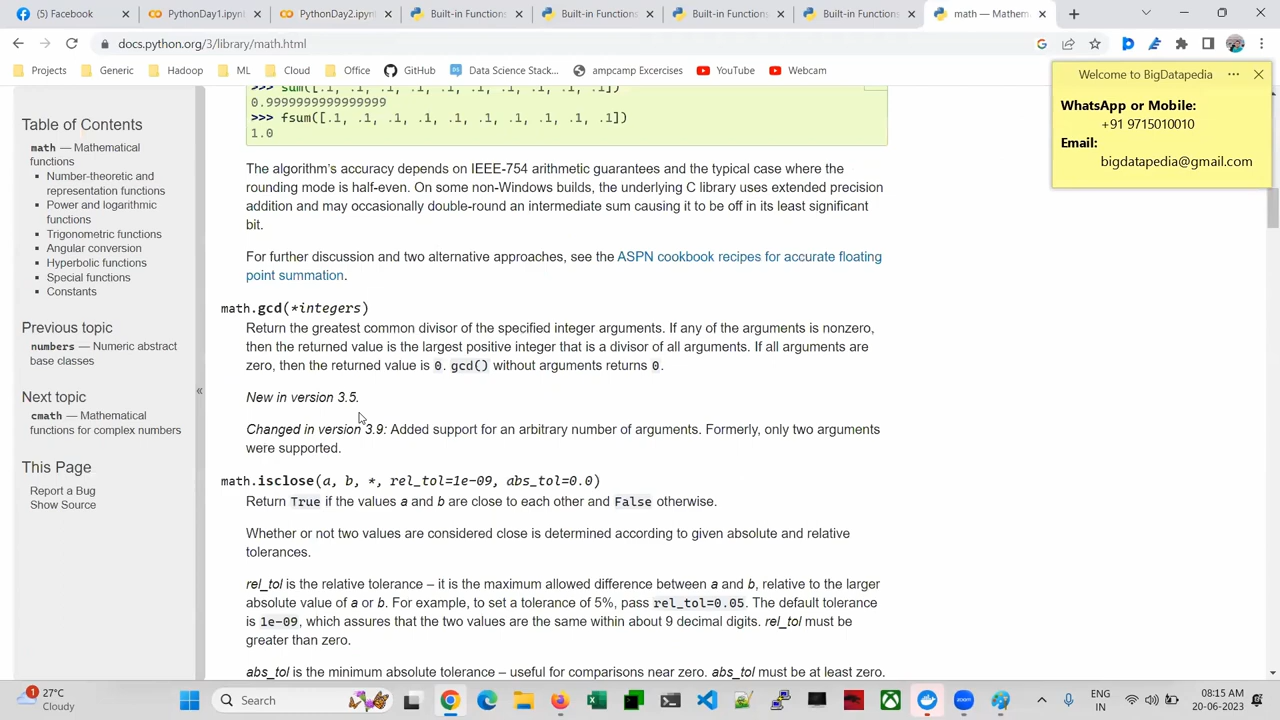 Facebook
PythonDay1.ipynb
PythonDay2.ipynb
Built-in Functions
Built-in Functions
Built-in Functions
Built-in Functions
math — Mathem
docs.python.org/3/library/math.html
Projects
Generic
Hadoop
ML
Cloud
Office
GitHub
Data Science Stack...
ampcamp Excercises
YouTube
Webcam
Welcome to BigDatapedia
WhatsApp or Mobile:
+91 9715010010
Email:
bigdatapedia@gmail.com
Table of Contents
math — Mathematical
functions
Number-theoretic and
representation functions
Power and logarithmic
functions
Trigonometric functions
Angular conversion
Hyperbolic functions
Special functions
Constants
Previous topic
numbers — Numeric abstract
base classes
Next topic
cmath — Mathematical
functions for complex numbers
This Page
Report a Bug
Show Source
«
>>> sum([.1, .1, .1, .1, .1, .1, .1, .1, .1, .1])
0.9999999999999999
>>> fsum([.1, .1, .1, .1, .1, .1, .1, .1, .1, .1])
1.0
The algorithm's accuracy depends on IEEE-754 arithmetic guarantees and the typical case where the
rounding mode is half-even. On some non-Windows builds, the underlying C library uses extended precision
addition and may occasionally double-round an intermediate sum causing it to be off in its least significant
bit.
For further discussion and two alternative approaches, see the ASPN cookbook recipes for accurate floating
point summation.
math.gcd(*integers)
Return the greatest common divisor of the specified integer arguments. If any of the arguments is nonzero,
then the returned value is the largest positive integer that is a divisor of all arguments. If all arguments are
zero, then the returned value is 0. gcd() without arguments returns 0.
New in version 3.5.
Changed in version 3.9: Added support for an arbitrary number of arguments. Formerly, only two arguments
were supported.
math.isclose(a, b, *, rel_tol=1e-09, abs_tol=0.0)
Return True if the values a and b are close to each other and False otherwise.
Whether or not two values are considered close is determined according to given absolute and relative
tolerances.
rel_tol is the relative tolerance – it is the maximum allowed difference between a and b, relative to the larger
absolute value of a or b. For example, to set a tolerance of 5%, pass rel_tol=0.05. The default tolerance
is 1e-09, which assures that the two values are the same within about 9 decimal digits. rel_tol must be
greater than zero.
abs_tol is the minimum absolute tolerance – useful for comparisons near zero. abs_tol must be at least zero.
1
27°C
Cloudy
Search
zoom
ENG
IN
08:15 AM
20-06-2023